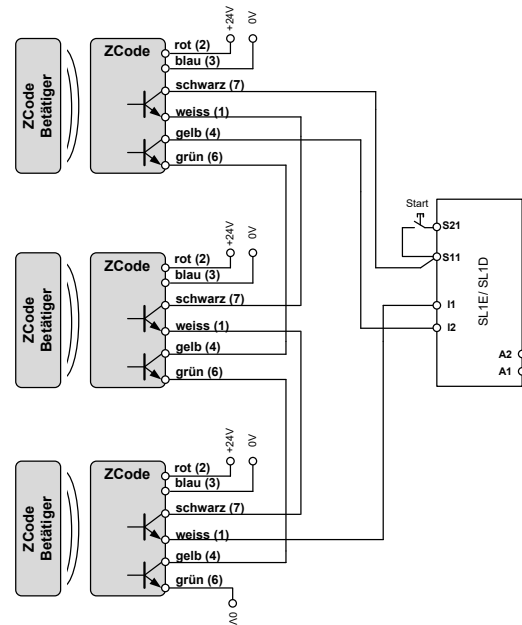 ZCode
Betätiger
ZCode
rot (2)
blau (3)
schwarz (7)
weiss (1)
gelb (4)
grün (6)
+24V
0V
ZCode
Betätiger
ZCode
rot (2)
blau (3)
schwarz (7)
weiss (1)
gelb (4)
grün (6)
+24V
0V
ZCode
Betätiger
ZCode
rot (2)
blau (3)
schwarz (7)
weiss (1)
gelb (4)
grün (6)
+24V
0V
0V
Start
S21
S11
I1
I2
SL1E/ SL1D
A2
A1